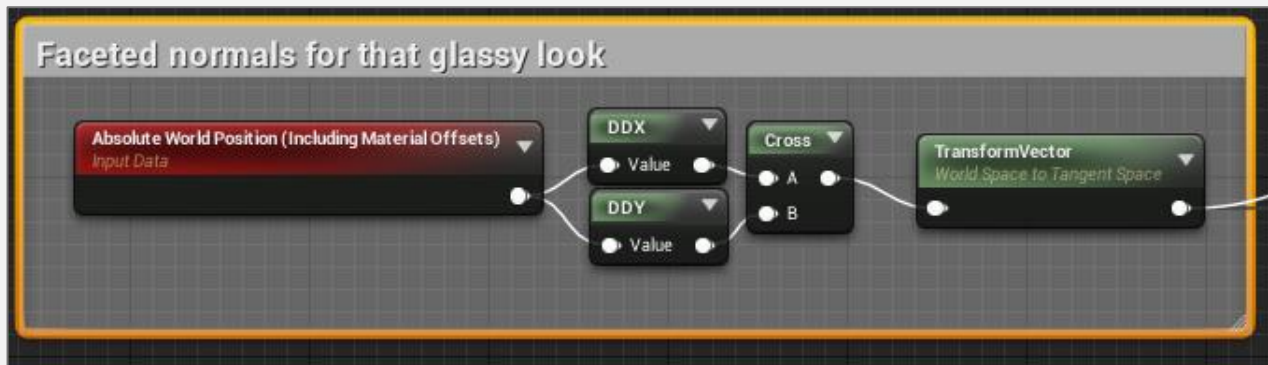 Faceted normals for that glassy look
Absolute World Position (Including Material Offsets)
Input Data
DDX
Value
DDY
Value
Cross
A
B
TransformVector
World Space to Tangent Space